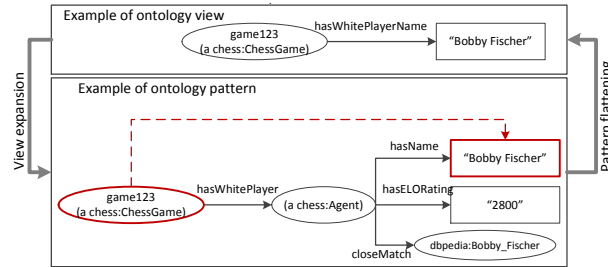 Example of ontology view
game123
(a chess:ChessGame)
hasWhitePlayerName
“Bobby Fischer”
View expansion
Pattern flattening
Example of ontology pattern
hasName
“Bobby Fischer”
game123
(a chess:ChessGame)
hasWhitePlayer
(a chess:Agent)
hasELORating
“2800”
closeMatch
dbpedia:Bobby_Fischer